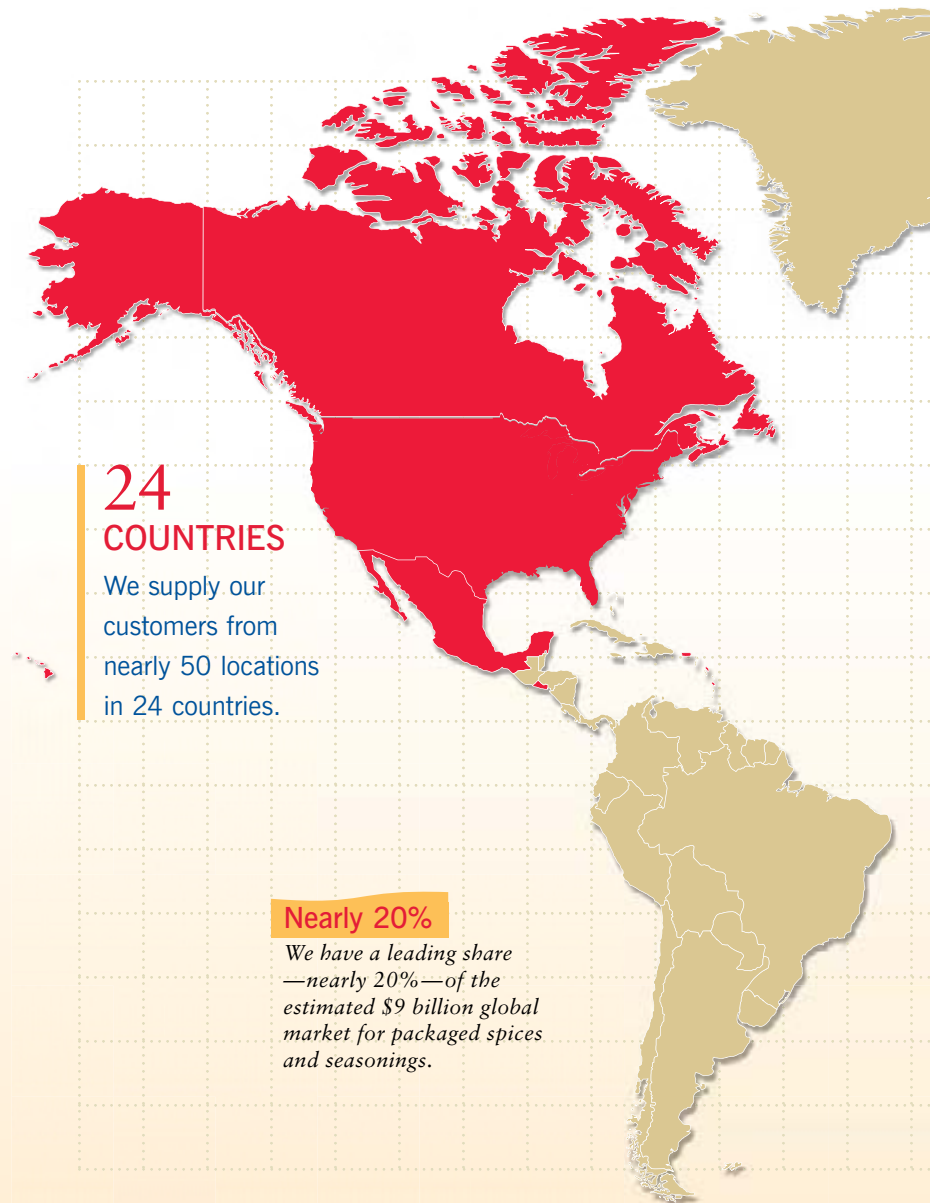 24
COUNTRIES
We supply our
customers from
nearly 50 locations
in 24 countries.
Nearly 20%
We have a leading share
—nearly 20%—of the
estimated $9 billion global
market for packaged spices
and seasonings.